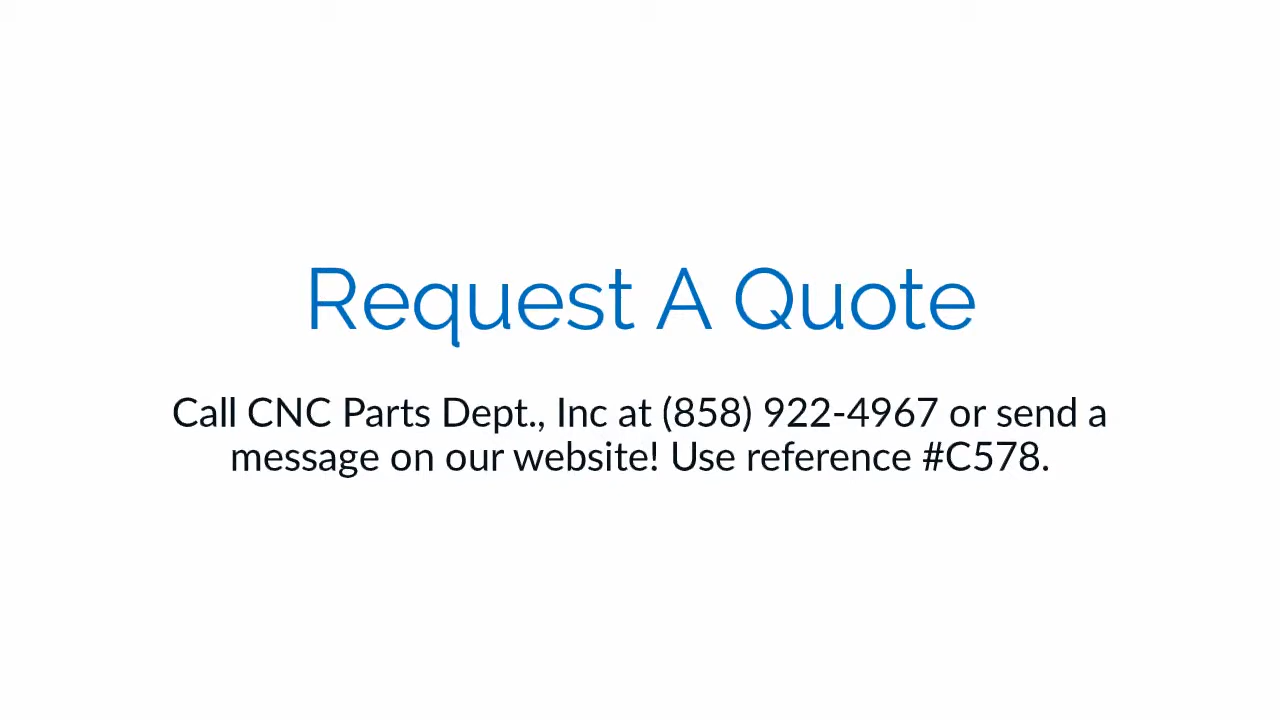 Request A Quote
Call CNC Parts Dept., Inc at (858) 922-4967 or send a
message on our website! Use reference #C578.